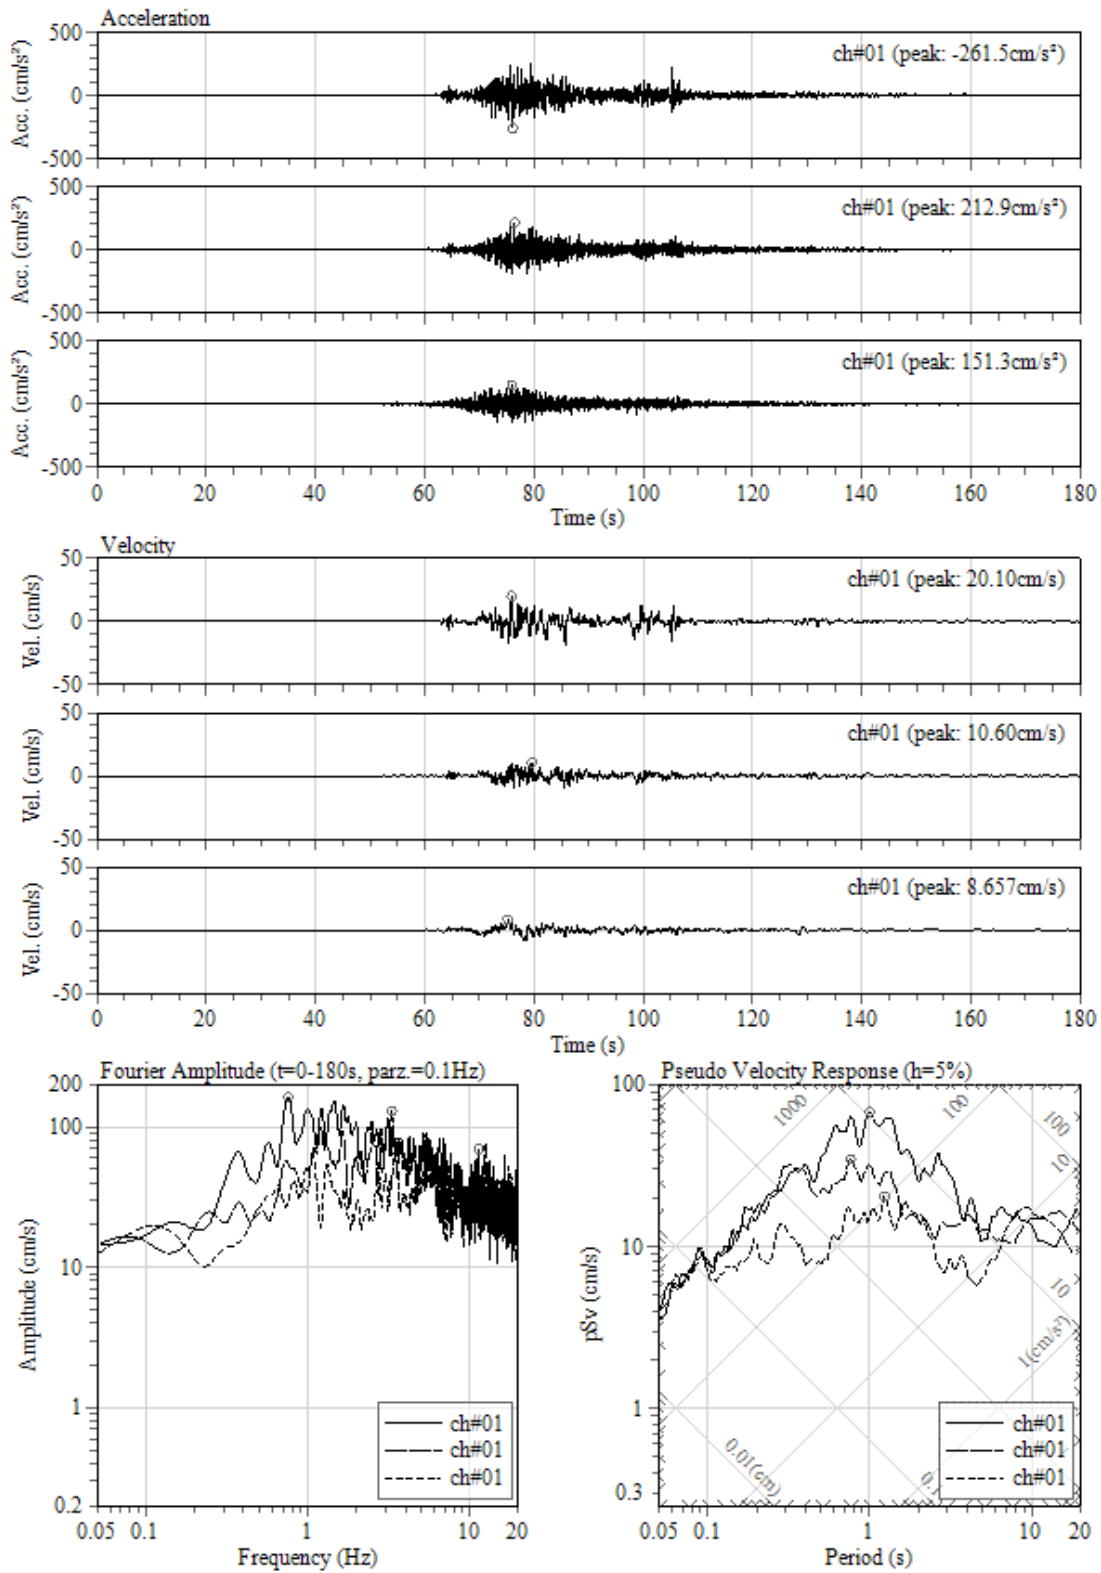 Acceleration
500
0
-500
Acc. (cm/s²)
ch#01 (peak: -261.5cm/s²)
500
0
-500
Acc. (cm/s²)
ch#01 (peak: 212.9cm/s²)
500
0
-500
Acc. (cm/s²)
ch#01 (peak: 151.3cm/s²)
0 20 40 60 80 100 120 140 160 180
Time (s)
Velocity
50
0
-50
Vel. (cm/s)
ch#01 (peak: 20.10cm/s)
50
0
-50
Vel. (cm/s)
ch#01 (peak: 10.60cm/s)
50
0
-50
Vel. (cm/s)
ch#01 (peak: 8.657cm/s)
0 20 40 60 80 100 120 140 160 180
Time (s)
Fourier Amplitude (t=0-180s, parz.=0.1Hz)
200
100
10
1
0.2
Amplitude (cm/s)
ch#01
ch#01
ch#01
0.05 0.1 1 10 20
Frequency (Hz)
Pseudo Velocity Response (h=5%)
100
10
1
0.3
pSv (cm/s)
1000
100
100
10
10
1(cm/s²)
0.01(cm)
ch#01
ch#01
ch#01
0.05 0.1 1 10 20
Period (s)